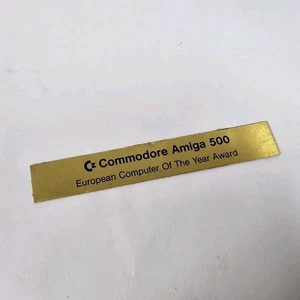 Commodore Amiga 500
European Computer Of The Year Award